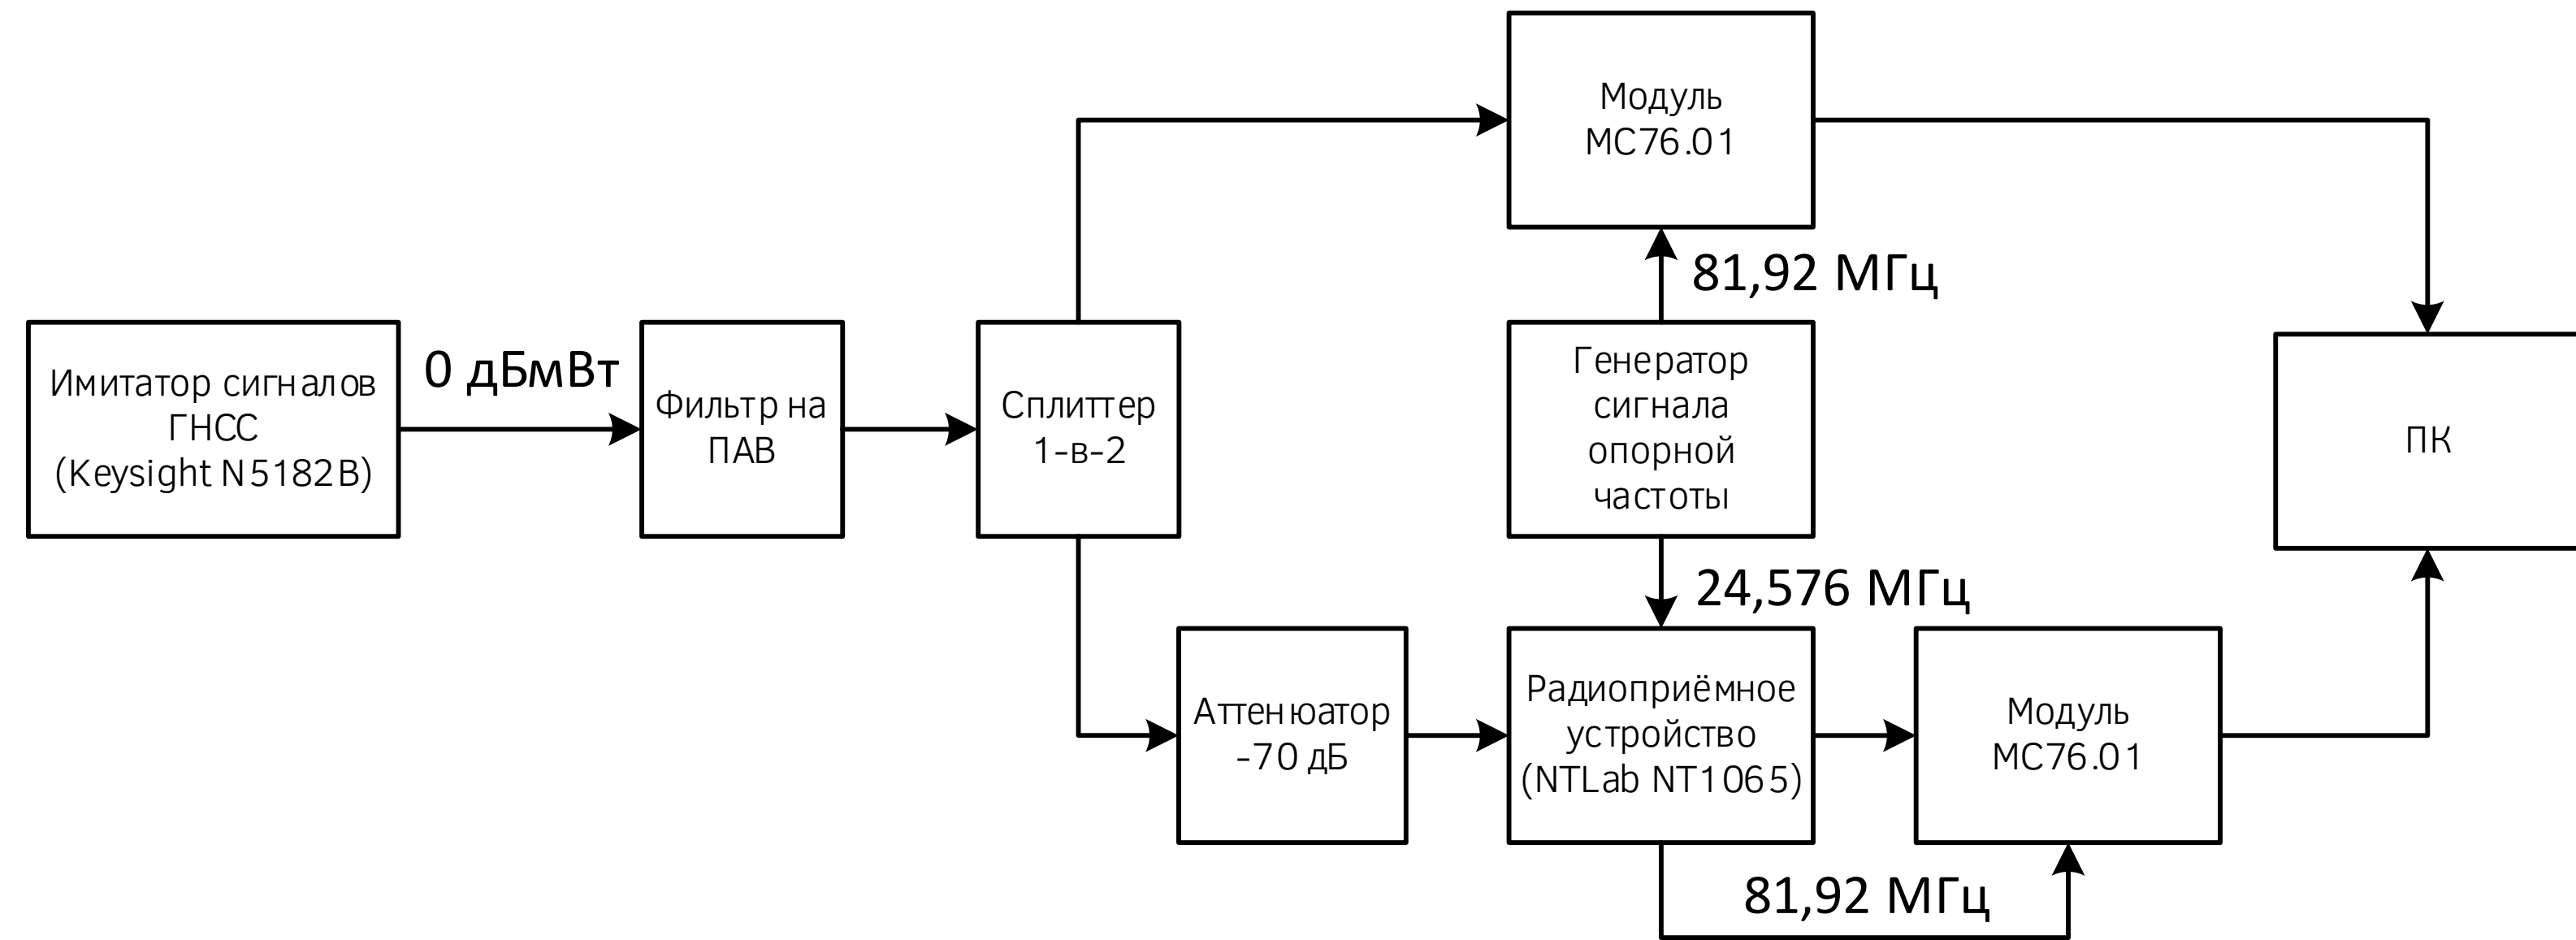 Модуль
МС76.01
81,92 МГц
Имитатор сигналов
ГНСС
(Keysight N5182B)
0 дБмВт
Фильтр на
ПАВ
Сплиттер
1-в-2
Генератор
сигнала
опорной
частоты
ПК
24,576 МГц
Аттенюатор
-70 дБ
Радиоприёмное
устройство
(NTLab NT1065)
Модуль
МС76.01
81,92 МГц